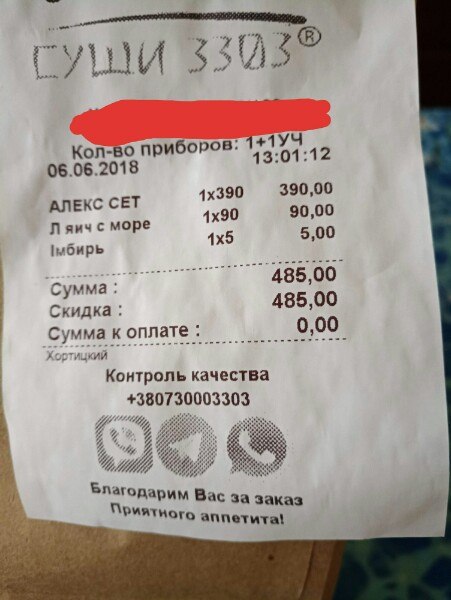 СУШИ 3303®
Кол-во приборов: 1+1УЧ
06.06.2018 13:01:12
АЛЕКС СЕТ 1x390 390,00
Л яич с море 1x90 90,00
Імбирь 1x5 5,00
Сумма : 485,00
Скидка : 485,00
Сумма к оплате : 0,00
Хортицкий
Контроль качества
+380730003303
Благодарим Вас за заказ
Приятного аппетита!